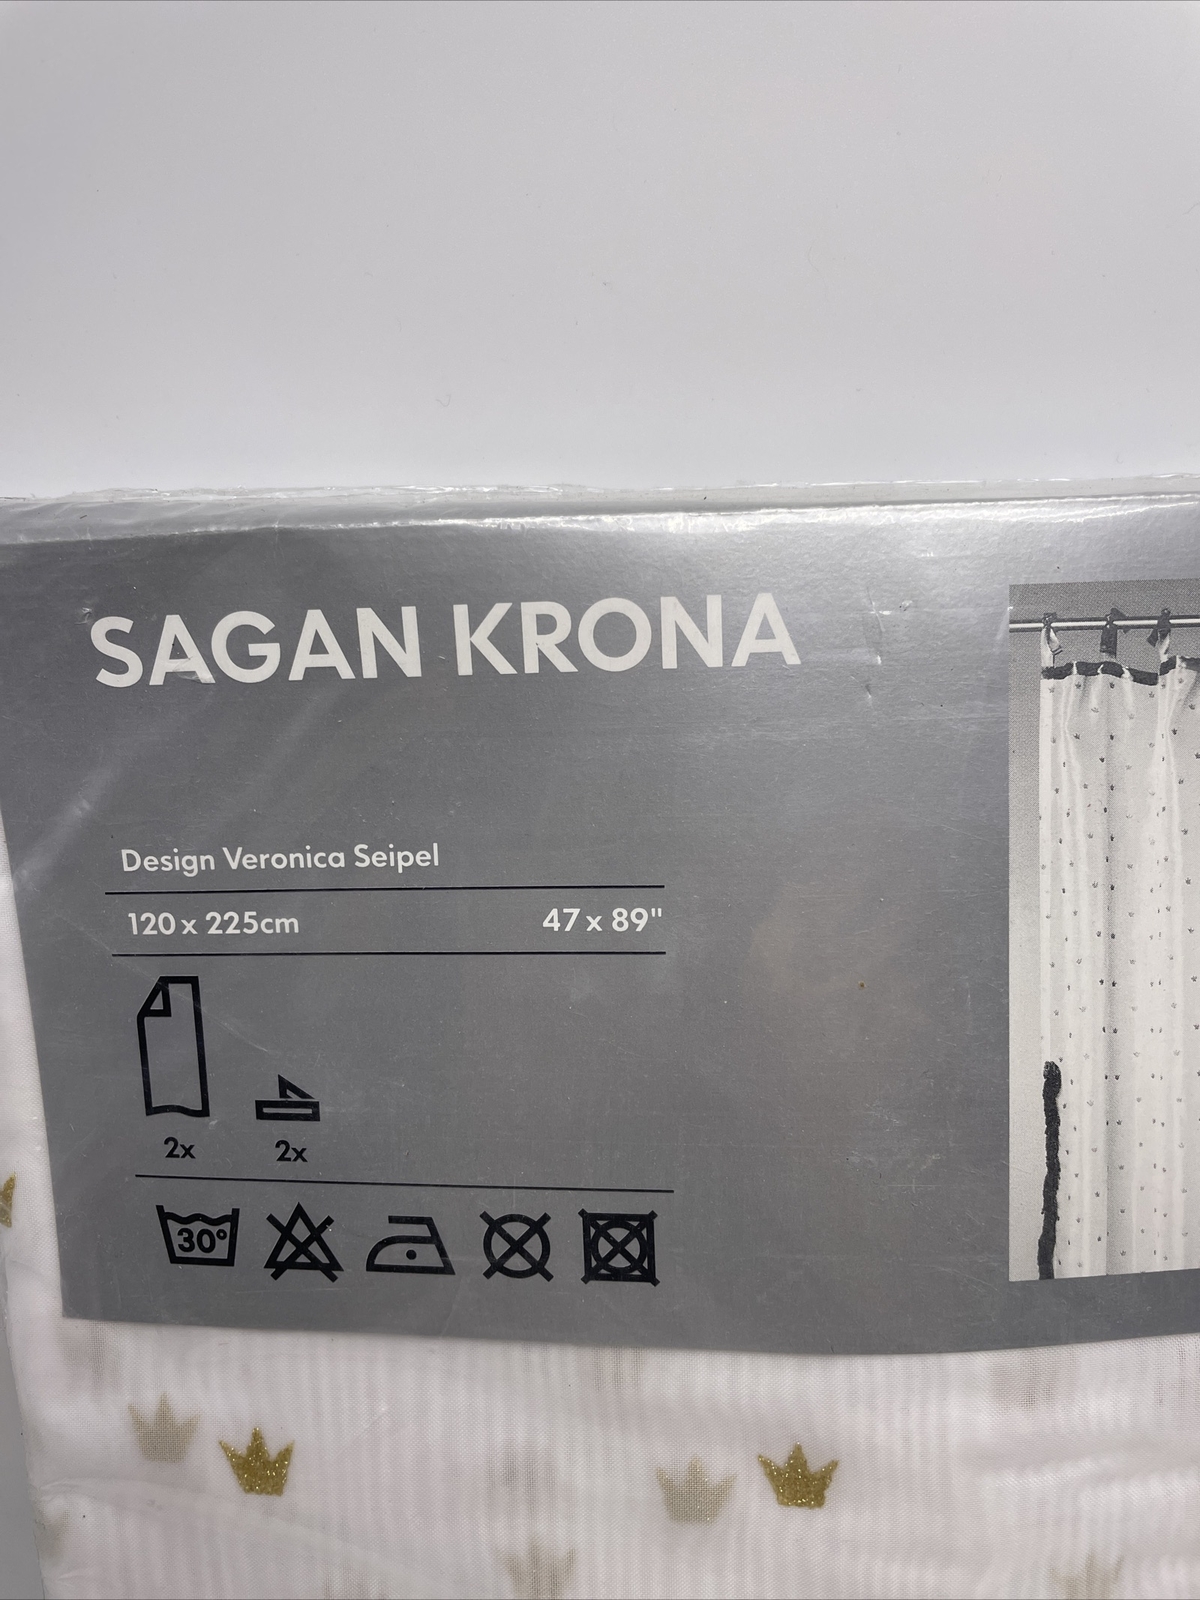 SAGAN KRONA
Design Veronica Seipel
120 x 225cm 47 x 89"
2x 2x
30°